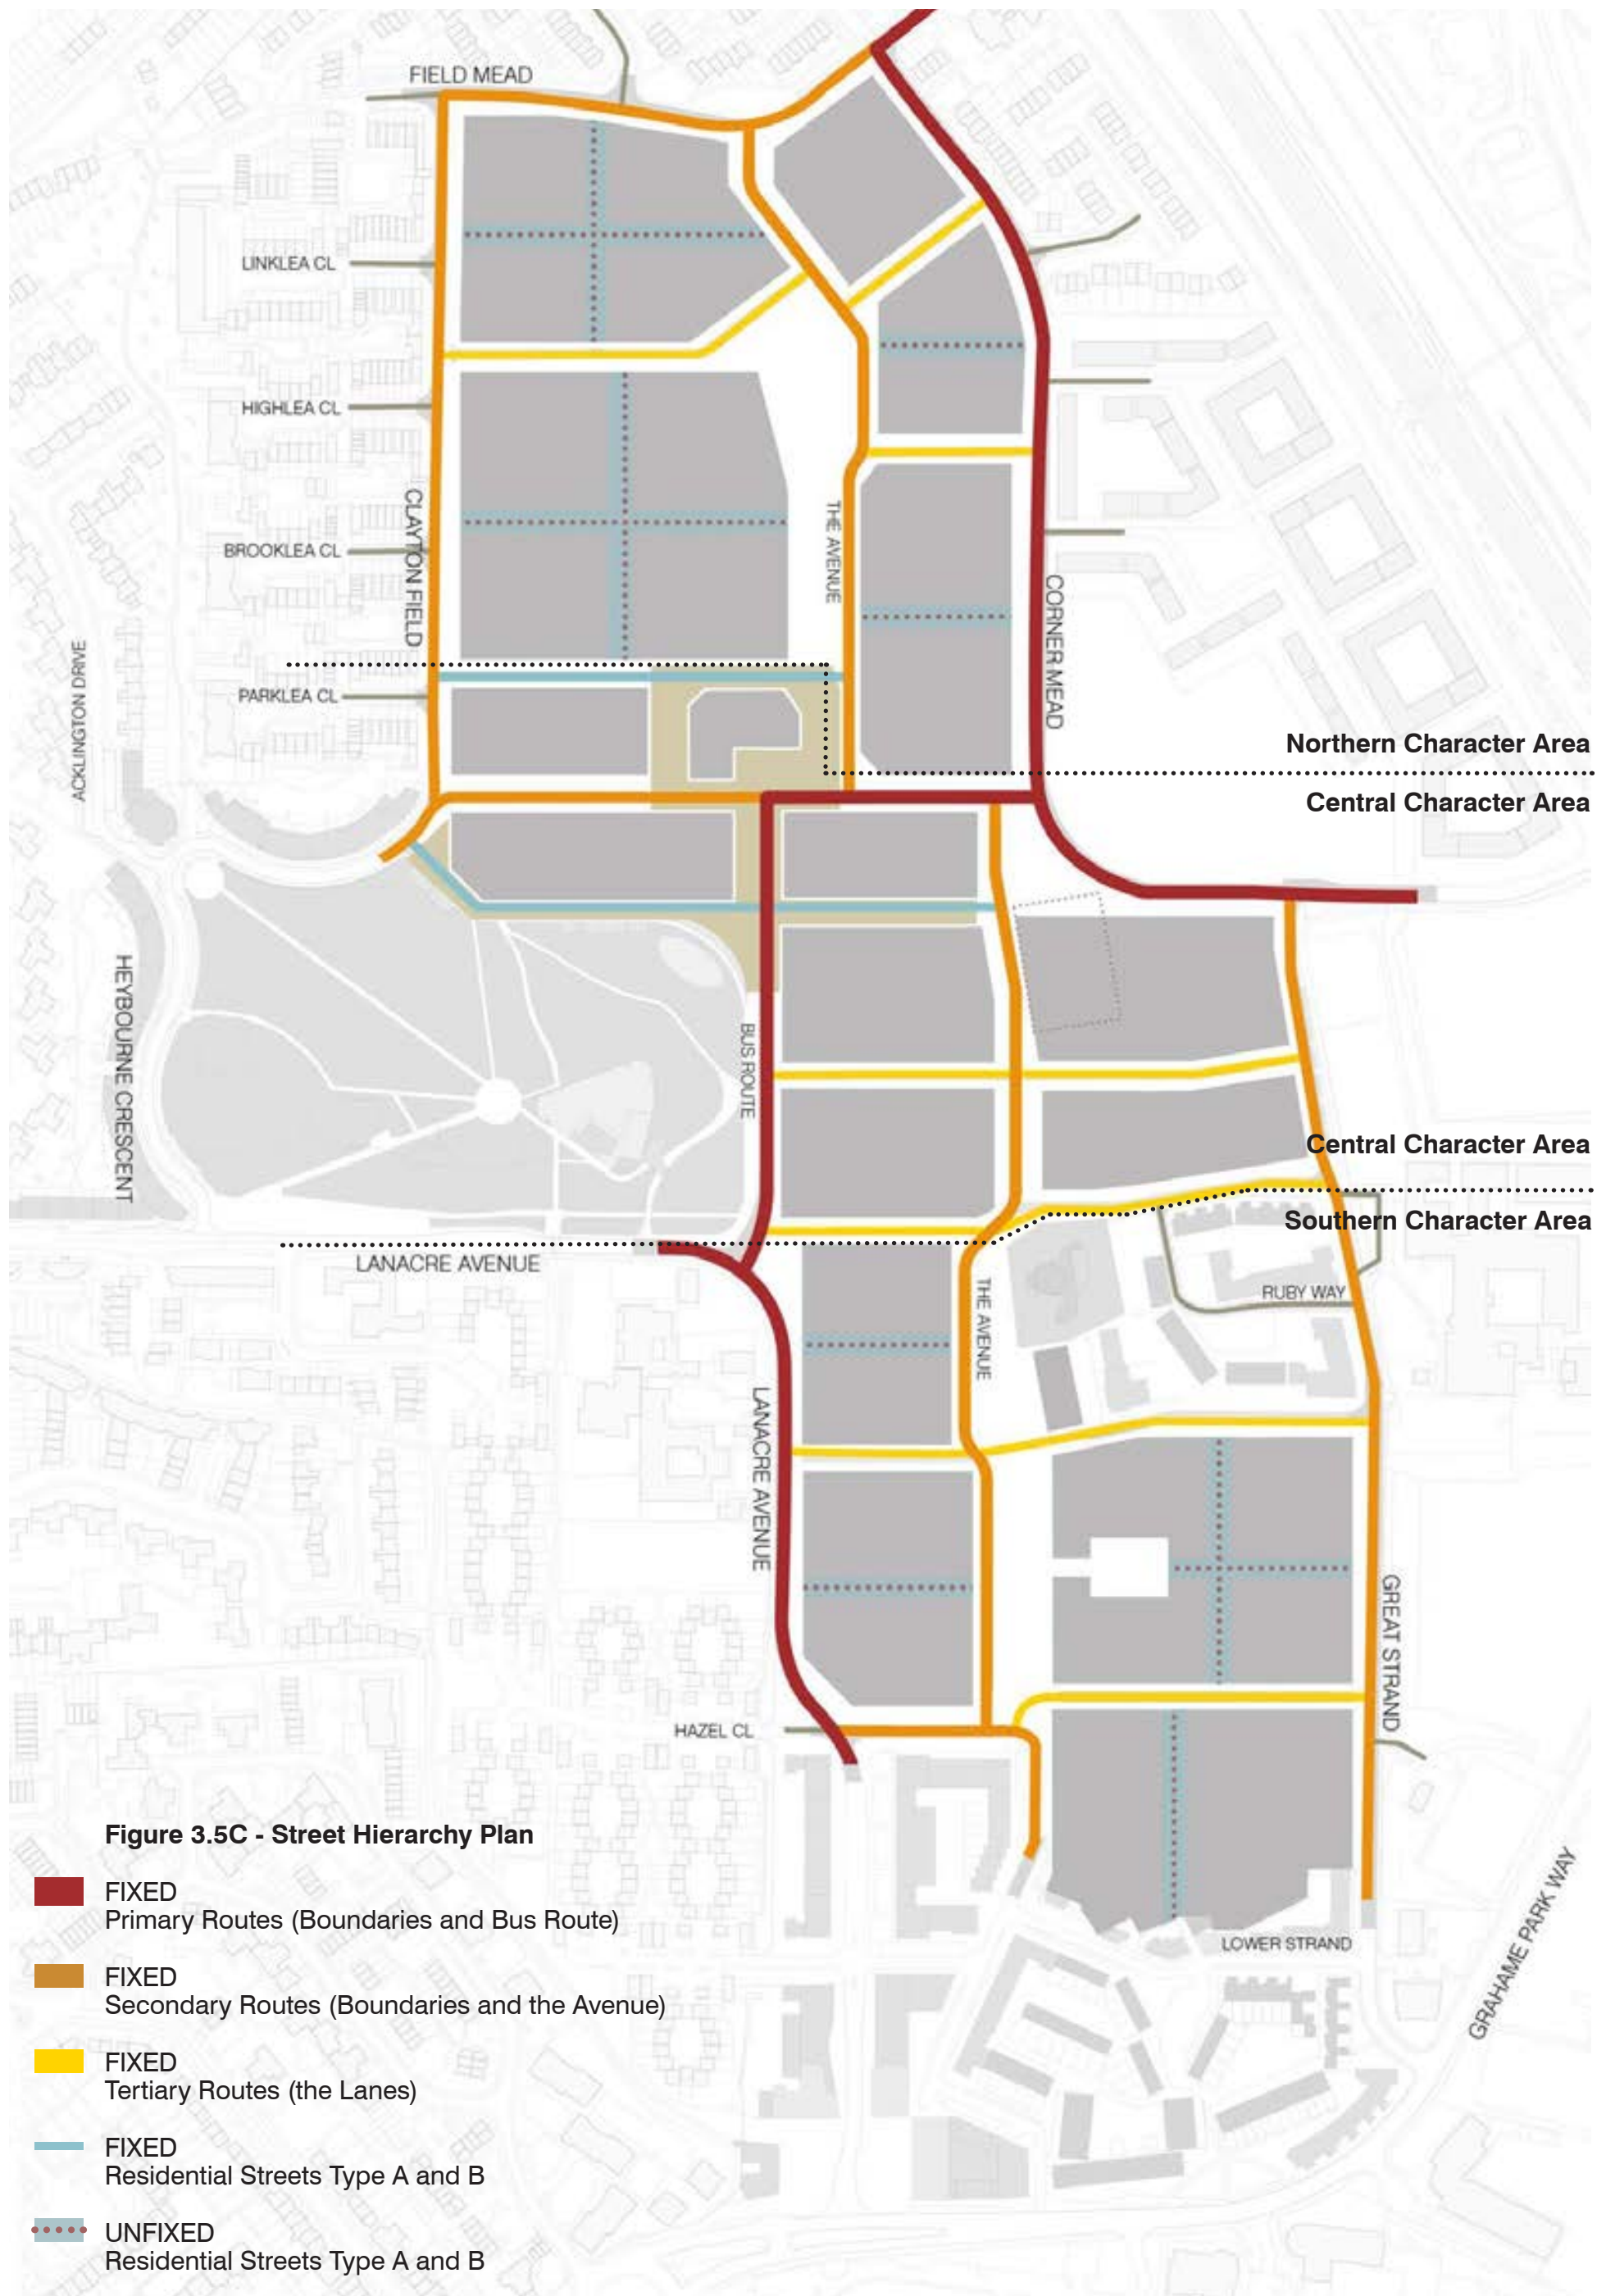 FIELD MEAD
LINKLEA CL
HIGHLEA CL
CLAYTON FIELD
THE AVENUE
BROOKLEA CL
CORNER MEAD
ACKLINGTON DRIVE
PARKLEA CL
Northern Character Area
Central Character Area
HEYBOURNE CRESCENT
BUS ROUTE
Central Character Area
Southern Character Area
LANACRE AVENUE
RUBY WAY
THE AVENUE
LANACRE AVENUE
GREAT STRAND
HAZEL CL
LOWER STRAND
GRAHAME PARK WAY
Figure 3.5C - Street Hierarchy Plan
FIXED
Primary Routes (Boundaries and Bus Route)
FIXED
Secondary Routes (Boundaries and the Avenue)
FIXED
Tertiary Routes (the Lanes)
FIXED
Residential Streets Type A and B
UNFIXED
Residential Streets Type A and B